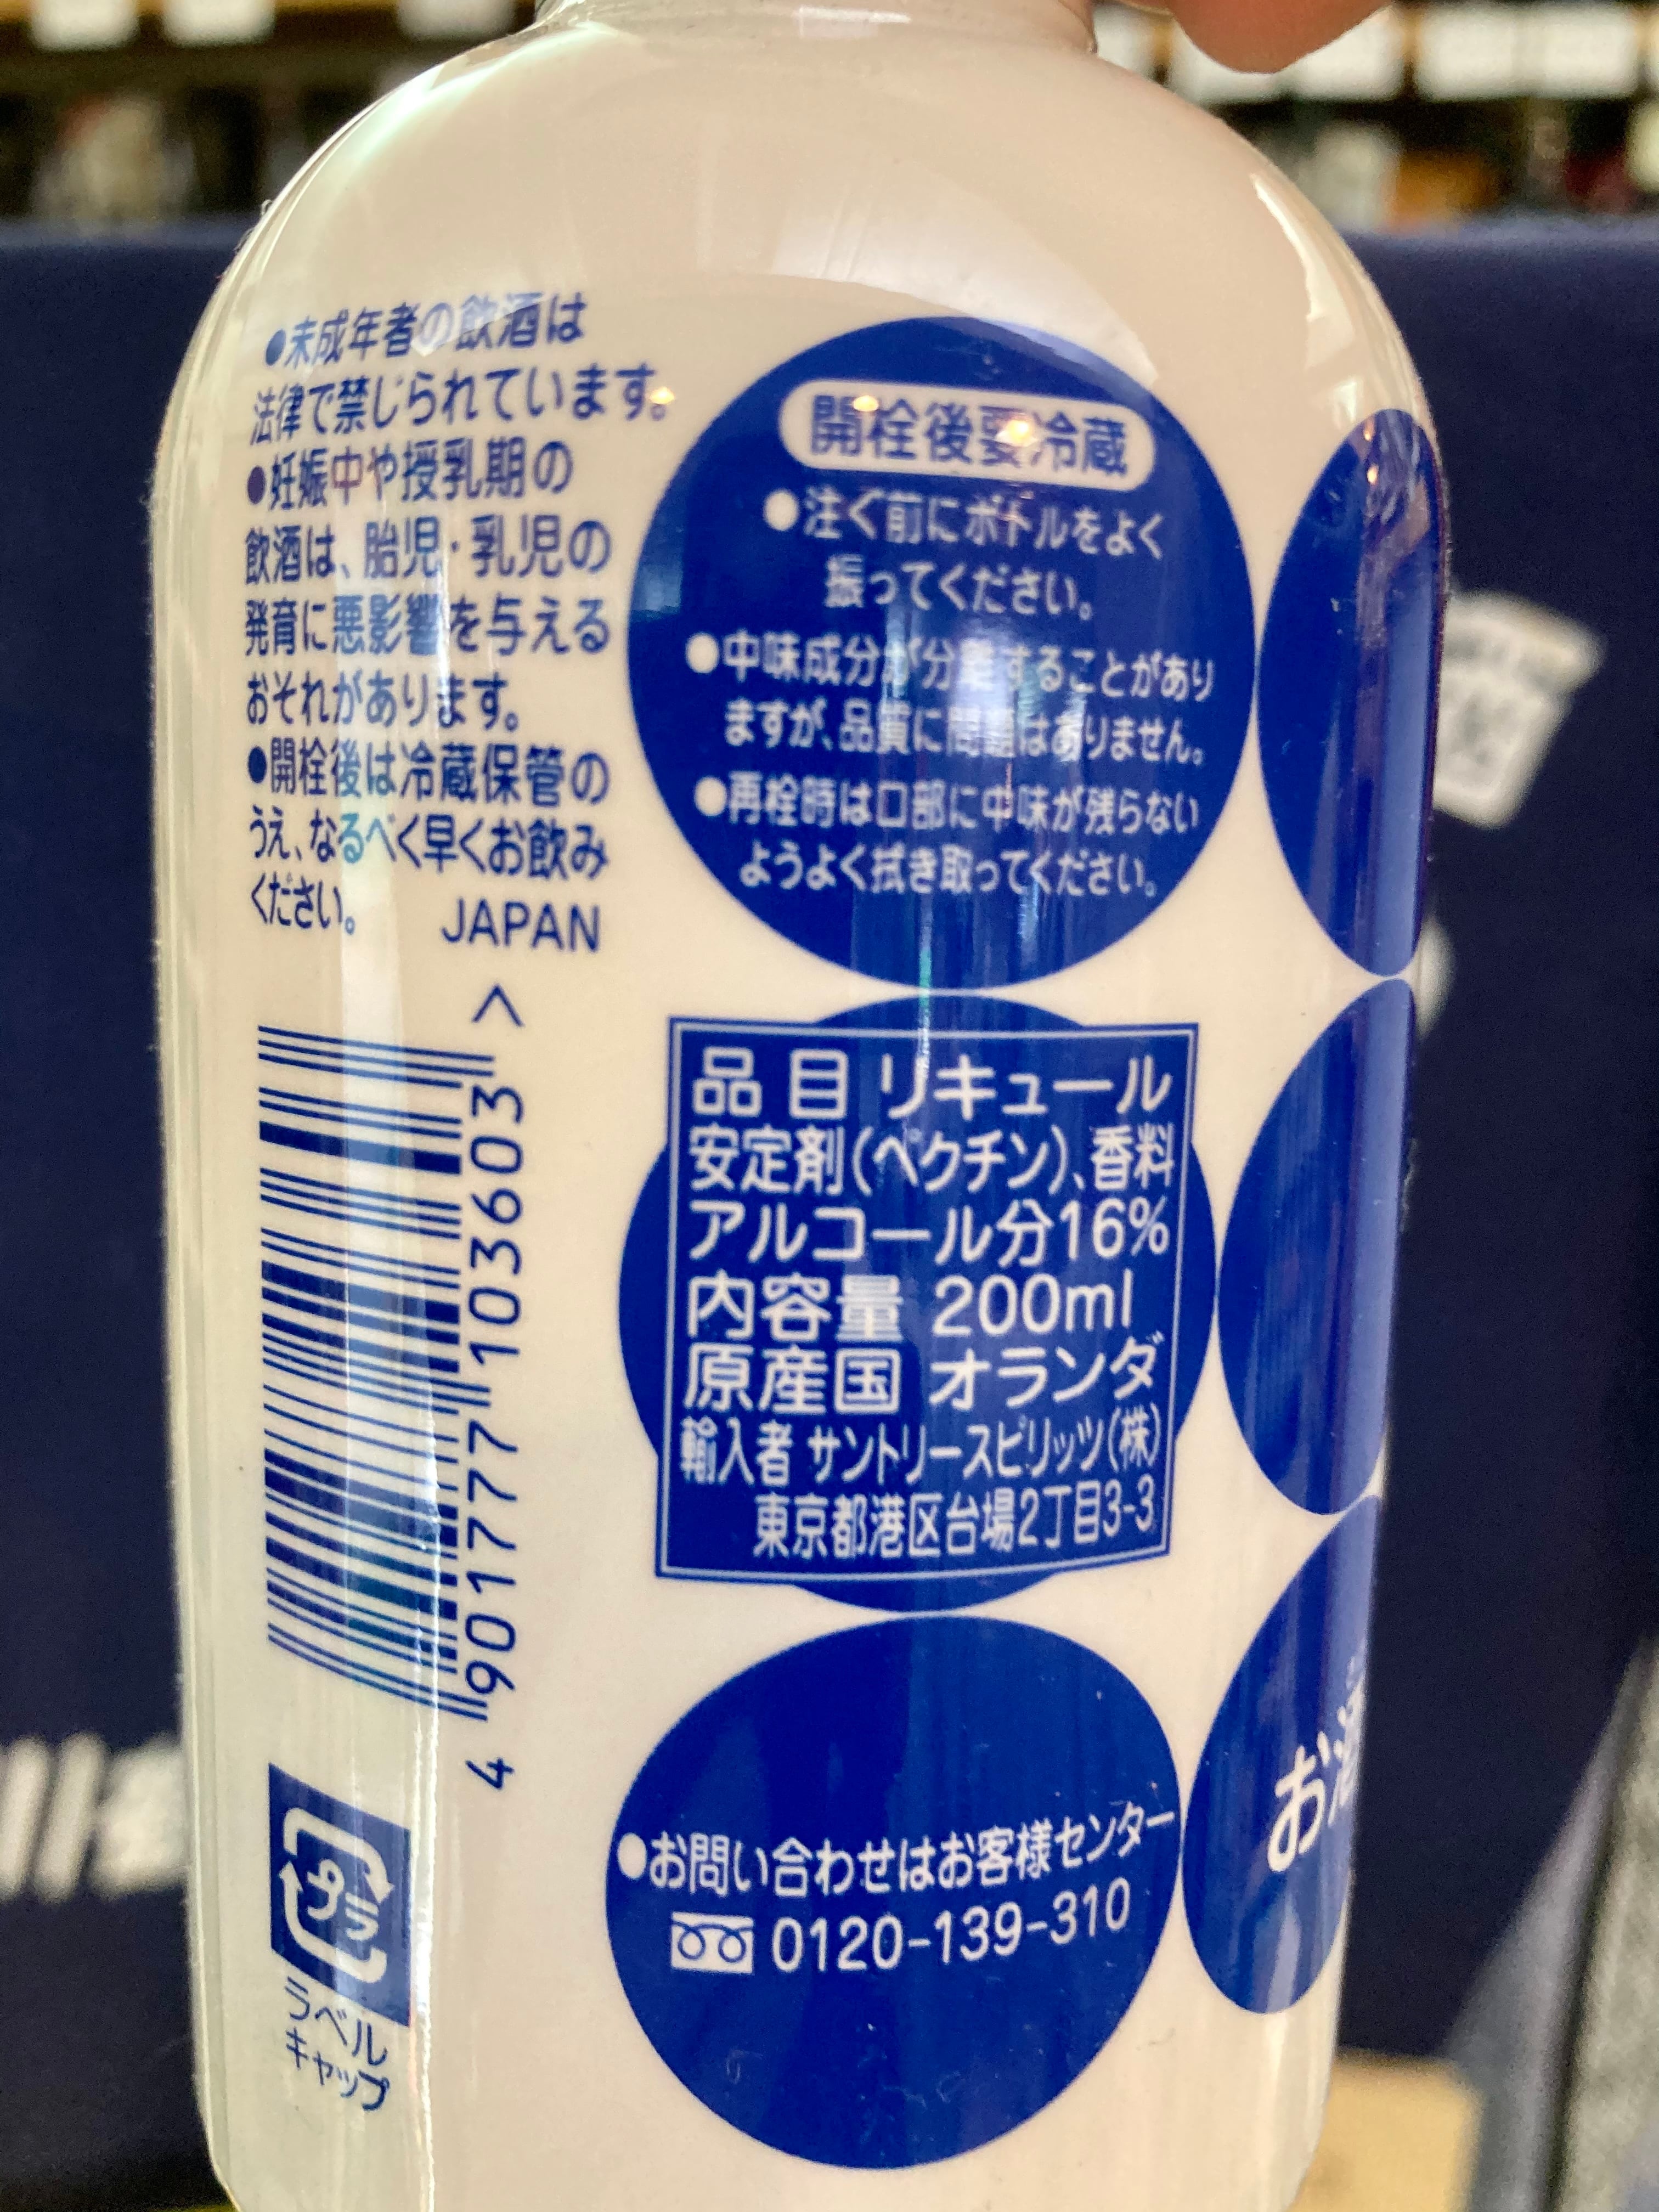 ●未成年者の飲酒は
法律で禁じられています。
●妊娠中や授乳期の
飲酒は、胎児・乳児の
発育に悪影響を与える
おそれがあります。
●開栓後は冷蔵保管の
うえ、なるべく早くお飲み
ください。 JAPAN
4 901777 103603 >
プラ
ラベル
キャップ
開栓後要冷蔵
●注ぐ前にボトルをよく
振ってください。
●中味成分が分離することがあり
ますが、品質に問題はありません。
●再栓時は口部に中味が残らない
ようよく拭き取ってください。
品目 リキュール
安定剤(ペクチン)、香料
アルコール分16%
内容量 200ml
原産国 オランダ
輸入者 サントリースピリッツ(株)
東京都港区台場2丁目3-3
●お問い合わせはお客様センター
0120-139-310
お酒